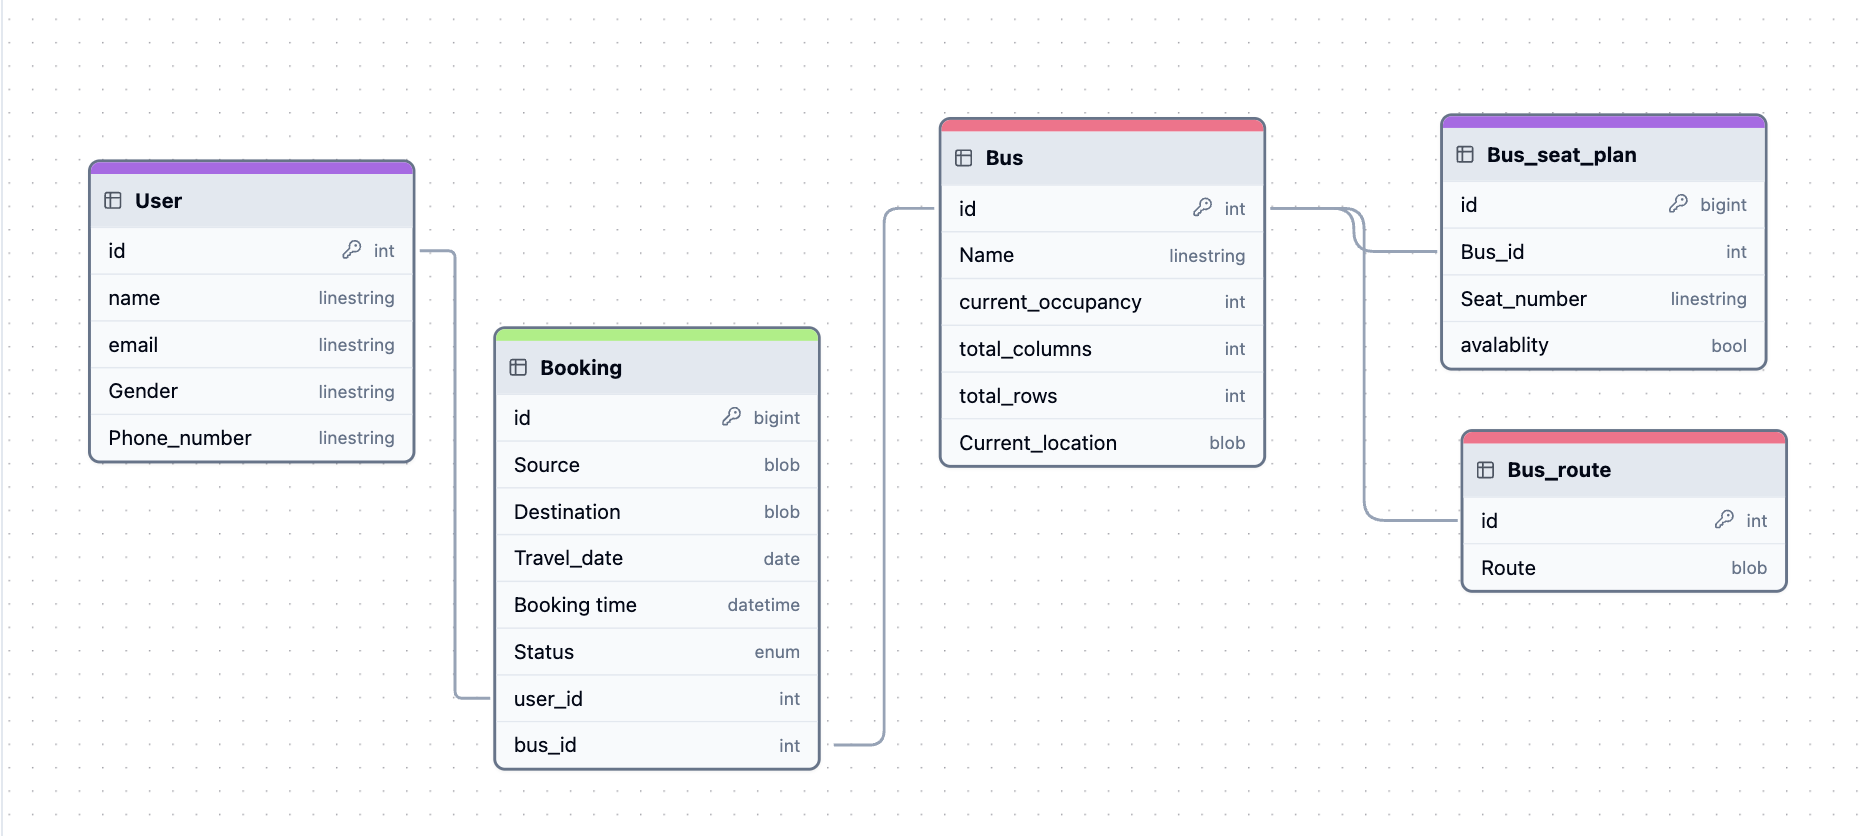 User
id int
name linestring
email linestring
Gender linestring
Phone_number linestring
Booking
id bigint
Source blob
Destination blob
Travel_date date
Booking time datetime
Status enum
user_id int
bus_id int
Bus
id int
Name linestring
current_occupancy int
total_columns int
total_rows int
Current_location blob
Bus_seat_plan
id bigint
Bus_id int
Seat_number linestring
avalablity bool
Bus_route
id int
Route blob